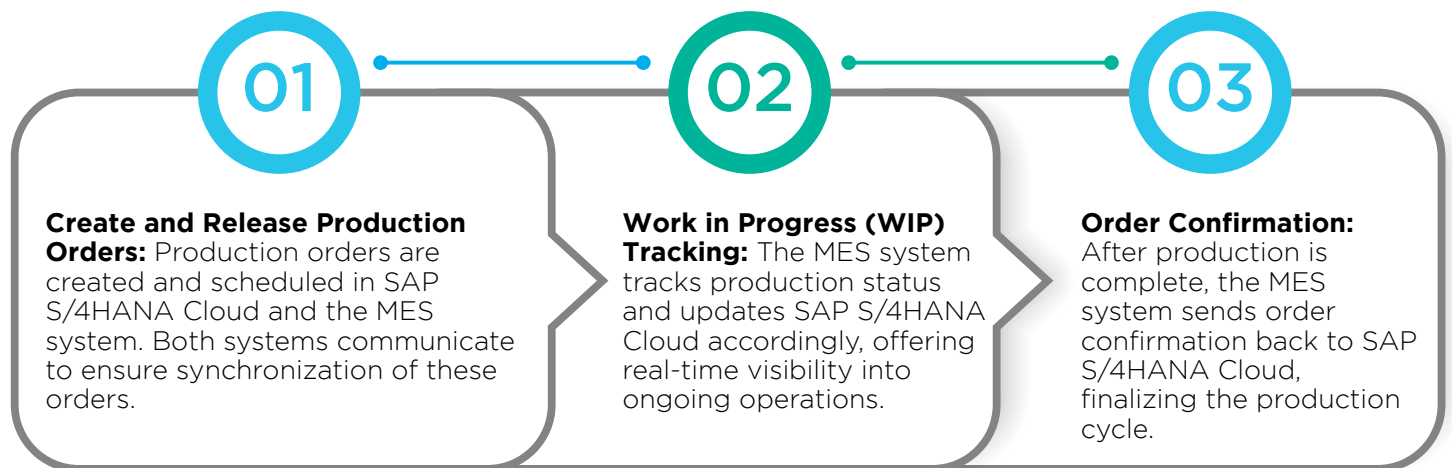 01
02
03
Create and Release Production
Orders: Production orders are
created and scheduled in SAP
S/4HANA Cloud and the MES
system. Both systems communicate
to ensure synchronization of these
orders.
Work in Progress (WIP)
Tracking: The MES system
tracks production status
and updates SAP S/4HANA
Cloud accordingly, offering
real-time visibility into
ongoing operations.
Order Confirmation:
After production is
complete, the MES
system sends order
confirmation back to SAP
S/4HANA Cloud,
finalizing the production
cycle.